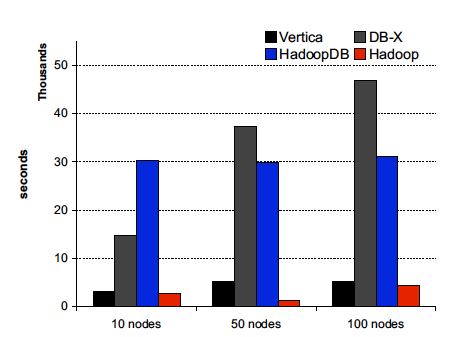 Vertica DB-X
HadoopDB Hadoop
Thousands
seconds
50
40
30
20
10
0
10 nodes 50 nodes 100 nodes